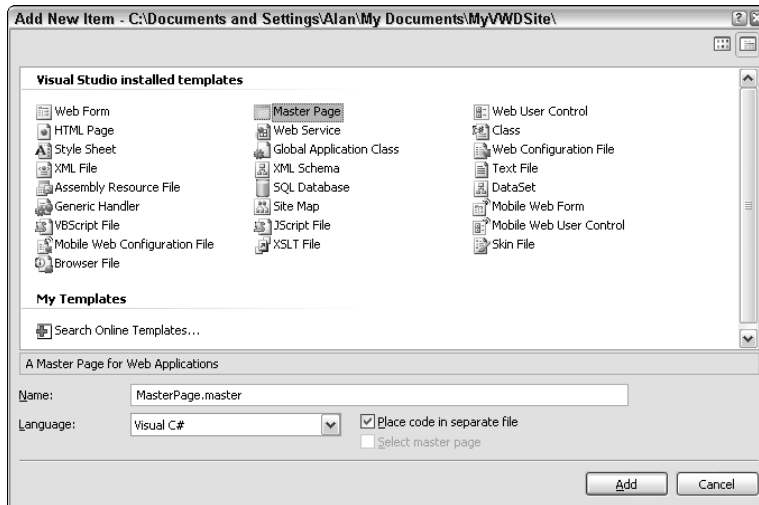 Add New Item - C:\Documents and Settings\Alan\My Documents\MyVWDSite\
Visual Studio installed templates
Web Form
Master Page
Web User Control
HTML Page
Web Service
Class
Style Sheet
Global Application Class
Web Configuration File
XML File
XML Schema
Text File
Assembly Resource File
SQL Database
DataSet
Generic Handler
Site Map
Mobile Web Form
VBScript File
JScript File
Mobile Web User Control
Mobile Web Configuration File
XSLT File
Skin File
Browser File
My Templates
Search Online Templates...
A Master Page for Web Applications
Name:
MasterPage.master
Language:
Visual C#
Place code in separate file
Select master page
Add
Cancel